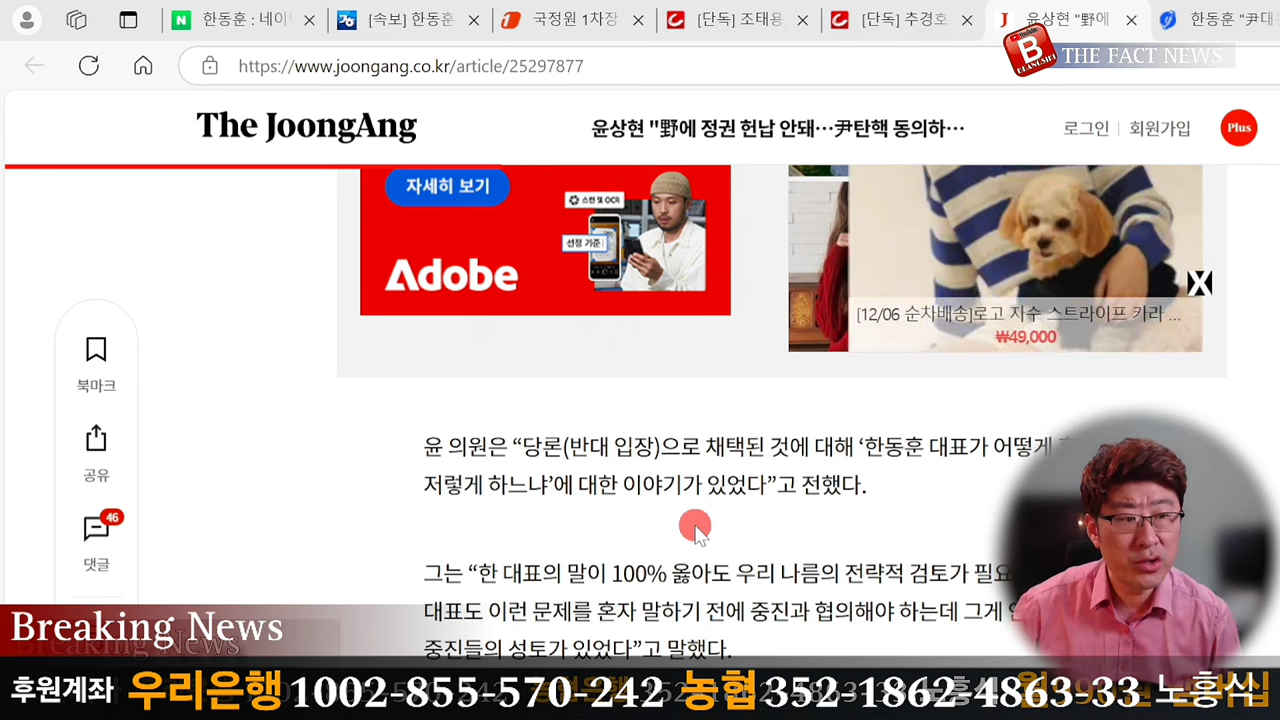 한동훈 : 네이버
[속보] 한동훈
국정원 1차장
[단독] 조태용
[단독] 추경호
윤상현 "野에
한동훈 "尹대
https://www.joongang.co.kr/article/25297877
THE FACT NEWS
The JoongAng
윤상현 "野에 정권 헌납 안돼…尹탄핵 동의하…
로그인
회원가입
Plus
자세히 보기
스캔 및 OCR
선정 기준
Adobe
[12/06 순차배송]로고 자수 스트라이프 카라 ...
₩49,000
북마크
공유
46
댓글
윤 의원은 “당론(반대 입장)으로 채택된 것에 대해 ‘한동훈 대표가 어떻게
저렇게 하느냐’에 대한 이야기가 있었다”고 전했다.
그는 “한 대표의 말이 100% 옳아도 우리 나름의 전략적 검토가
대표도 이런 문제를 혼자 말하기 전에 중진과 협의해야 하는데 그게
중진들의 성토가 있었다”고 말했다.
Breaking News
후원계좌 우리은행 1002-855-570-242 농협 352-1862-4863-33 노홍식